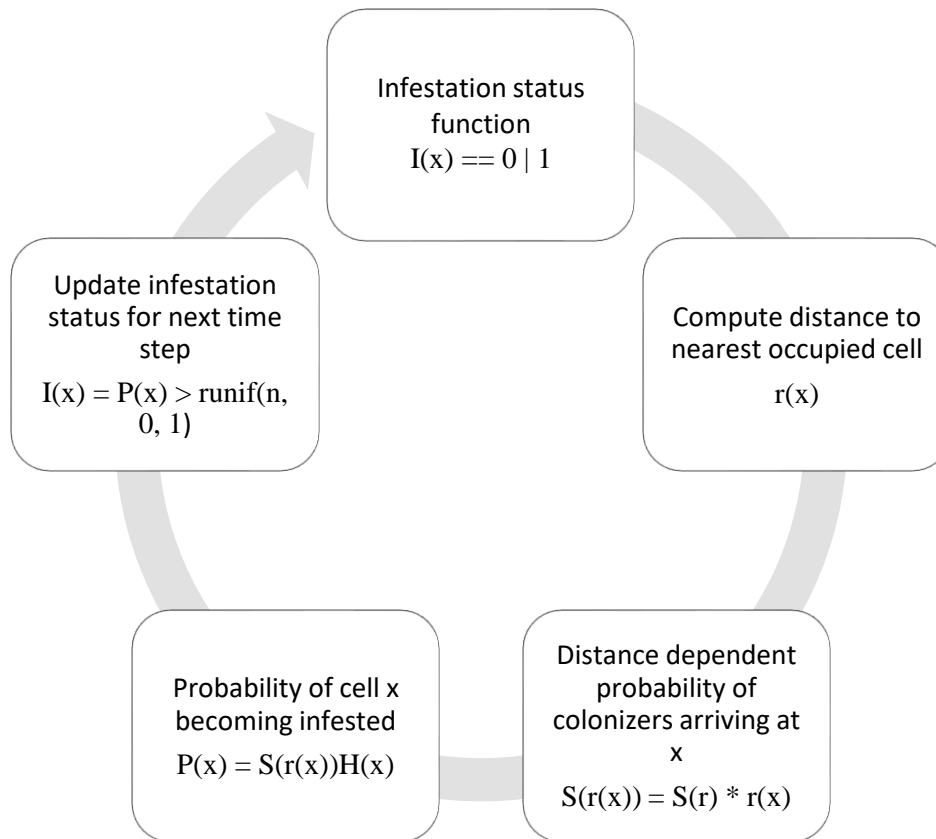 Infestation status
function
I(x) == 0 | 1
Compute distance to
nearest occupied cell
r(x)
Distance dependent
probability of
colonizers arriving at
x
S(r(x)) = S(r) * r(x)
Probability of cell x
becoming infested
P(x) = S(r(x))H(x)
Update infestation
status for next time
step
I(x) = P(x) > runif(n,
0, 1)